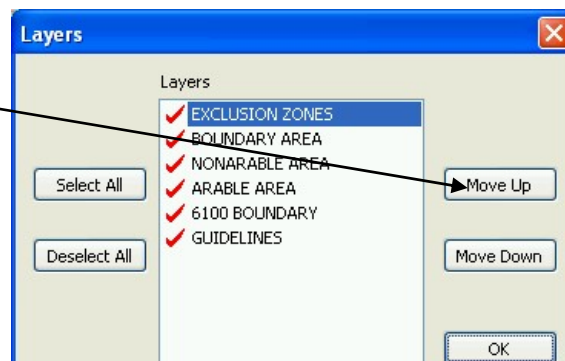 Layers
Layers
EXCLUSION ZONES
BOUNDARY AREA
NONARABLE AREA
ARABLE AREA
6100 BOUNDARY
GUIDELINES
Select All
Deselect All
Move Up
Move Down
OK